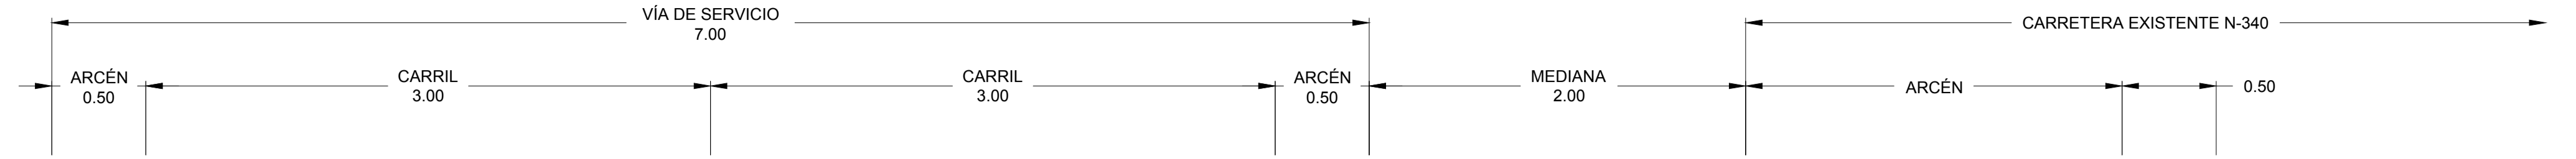 VÍA DE SERVICIO
7.00
CARRETERA EXISTENTE N-340
ARCÉN
0.50
CARRIL
3.00
CARRIL
3.00
ARCÉN
0.50
MEDIANA
2.00
ARCÉN
0.50